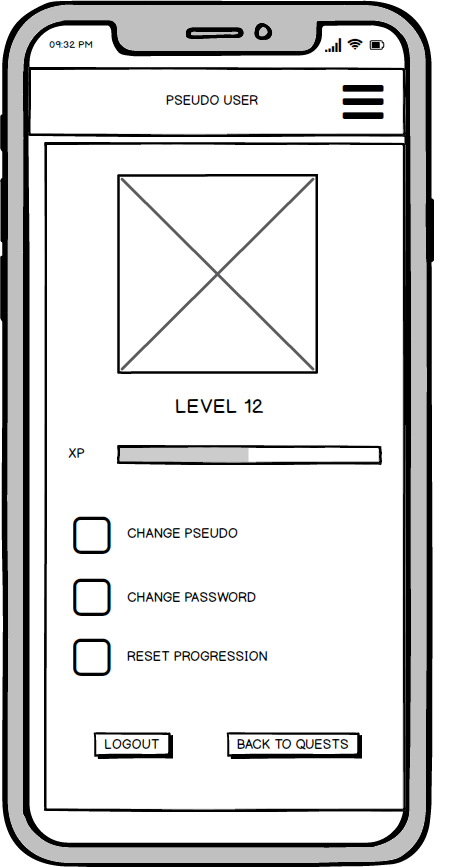 09:32 PM
PSEUDO USER
LEVEL 12
XP
CHANGE PSEUDO
CHANGE PASSWORD
RESET PROGRESSION
LOGOUT
BACK TO QUESTS